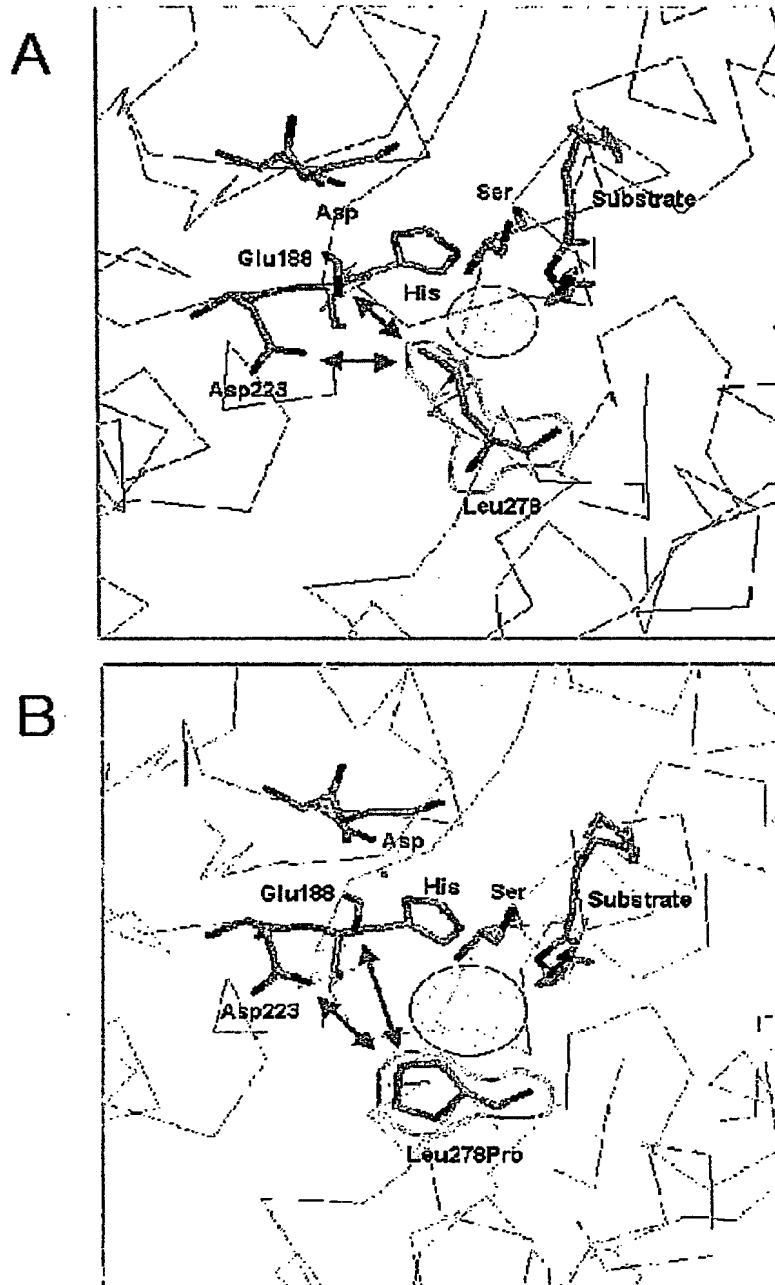 A
Asp
Ser
Substrate
Glu188
His
Asp223
Leu278
B
Asp
Glu188
His
Ser
Substrate
Asp223
Leu278Pro